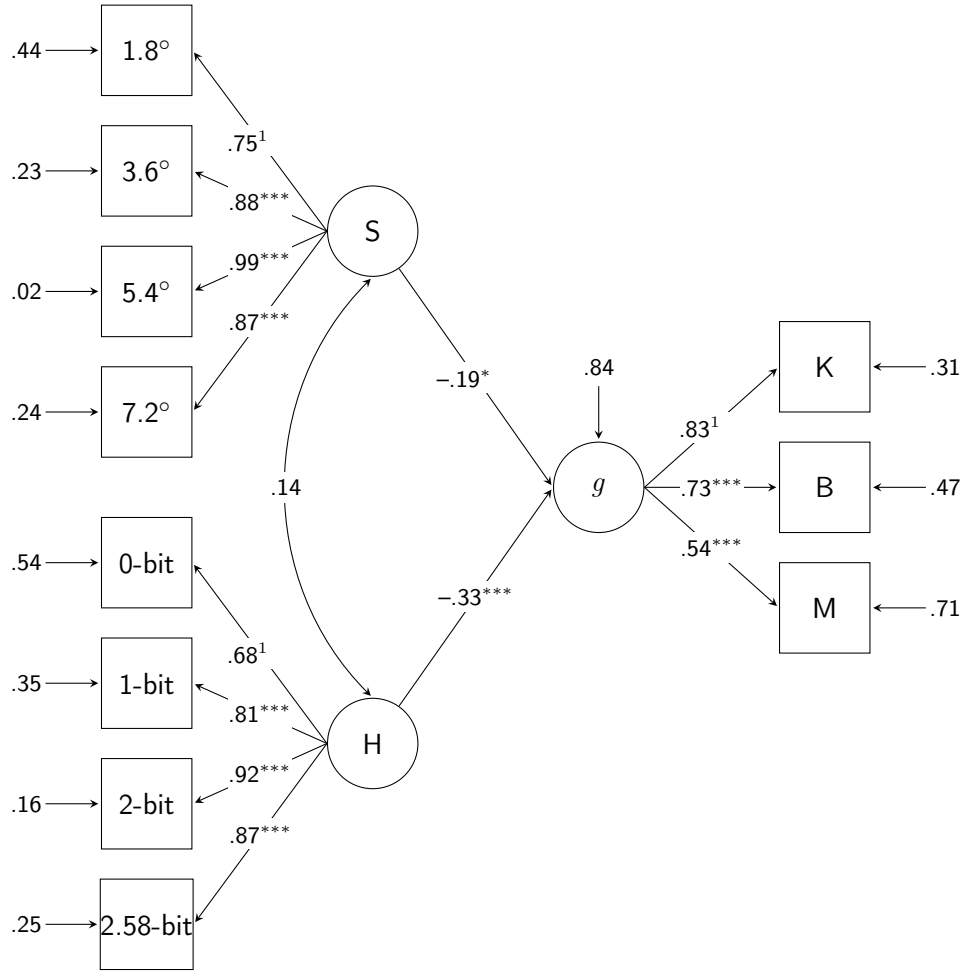 .44 1.8°
.75¹
.23 3.6°
.88***
S
.99***
.02 5.4°
.87***
K .31
.24 7.2°
–.19*
.84
.83¹
.14
g
.73***
B .47
.54***
.54 0-bit
–.33***
M .71
.68¹
.35 1-bit
.81***
H
.92***
.16 2-bit
.87***
.25 2.58-bit